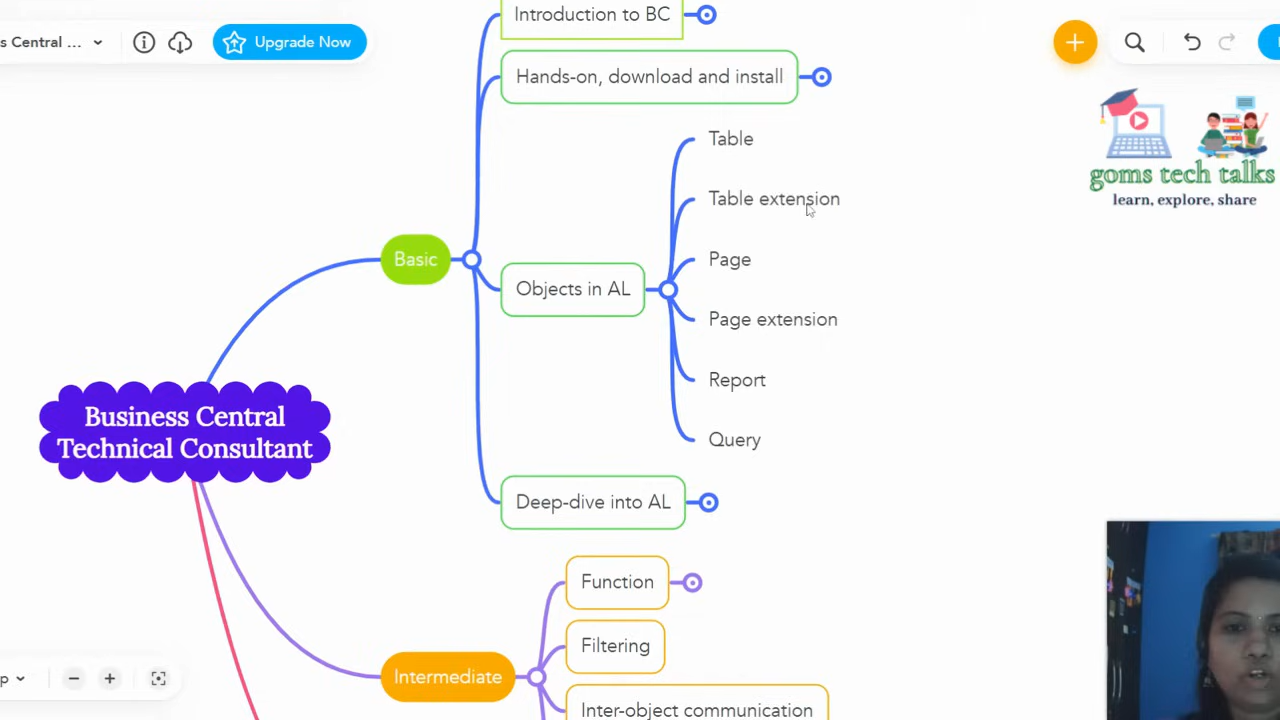 s Central ...
Upgrade Now
Introduction to BC
Hands-on, download and install
Table
Table extension
Page
Page extension
Report
Query
Basic
Objects in AL
Deep-dive into AL
Business Central
Technical Consultant
Intermediate
Function
Filtering
Inter-object communication
goms tech talks
learn, explore, share
p